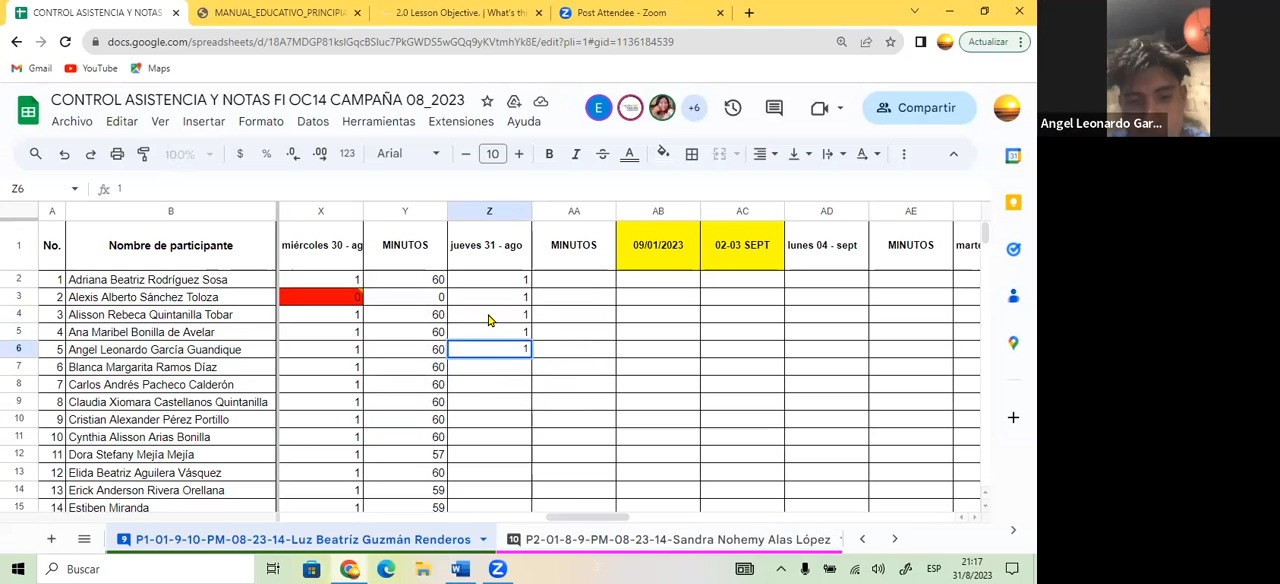 CONTROL ASISTENCIA Y NOTAS
MANUAL_EDUCATIVO_PRINCIPIA
2.0 Lesson Objective. | "What's thi
Post Attendee - Zoom
docs.google.com/spreadsheets/d/18A7MDGP81kslGqcBSluc7PkGWDS5wGQq9yKVtmhYk8E/edit?pli=1#gid=1136184539
Actualizar
Gmail YouTube Maps
CONTROL ASISTENCIA Y NOTAS FI OC14 CAMPAÑA 08_2023
E +6 Compartir
Archivo Editar Ver Insertar Formato Datos Herramientas Extensiones Ayuda
100% $ % .0 .00 123 Arial 10 B I S A
Z6 fx 1
A B X Y Z AA AB AC AD AE
1 No. Nombre de participante miércoles 30 - ag MINUTOS jueves 31 - ago MINUTOS 09/01/2023 02-03 SEPT lunes 04 - sept MINUTOS marte
2 1 Adriana Beatriz Rodríguez Sosa 1 60 1
3 2 Alexis Alberto Sánchez Toloza 0 0 1
4 3 Alisson Rebeca Quintanilla Tobar 1 60 1
5 4 Ana Maribel Bonilla de Avelar 1 60 1
6 5 Angel Leonardo García Guandique 1 60 1
7 6 Blanca Margarita Ramos Díaz 1 60
8 7 Carlos Andrés Pacheco Calderón 1 60
9 8 Claudia Xiomara Castellanos Quintanilla 1 60
10 9 Cristian Alexander Pérez Portillo 1 60
11 10 Cynthia Alisson Arias Bonilla 1 60
12 11 Dora Stefany Mejía Mejía 1 57
13 12 Elida Beatriz Aguilera Vásquez 1 60
14 13 Erick Anderson Rivera Orellana 1 59
15 14 Estiben Miranda 1 59
9 P1-01-9-10-PM-08-23-14-Luz Beatriz Guzmán Renderos
10 P2-01-8-9-PM-08-23-14-Sandra Nohemy Alas López
Buscar
ESP
21:17
31/8/2023
Angel Leonardo Gar...